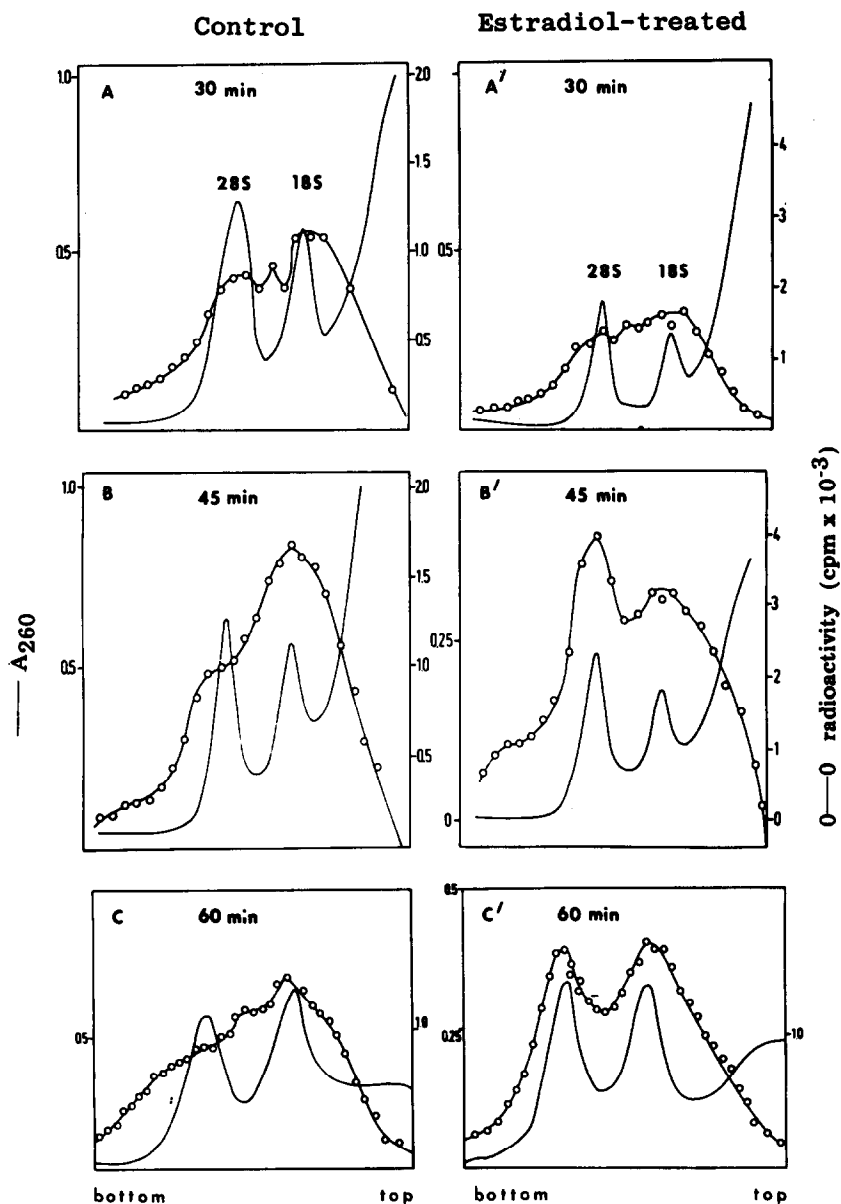 Control Estradiol-treated
A 30 min
1.0
0.5
28S 18S
2.0
1.5
1.0
0.5
A' 30 min
0.5
28S 18S
4
3
2
1
B 45 min
1.0
0.5
2.0
1.5
1.0
0.5
B' 45 min
0.25
0
4
3
2
1
0
C 60 min
0.5
1.0
C' 60 min
0.5
0.25
1.0
bottom top bottom top
— A260
O—O radioactivity (cpm x 10-3)